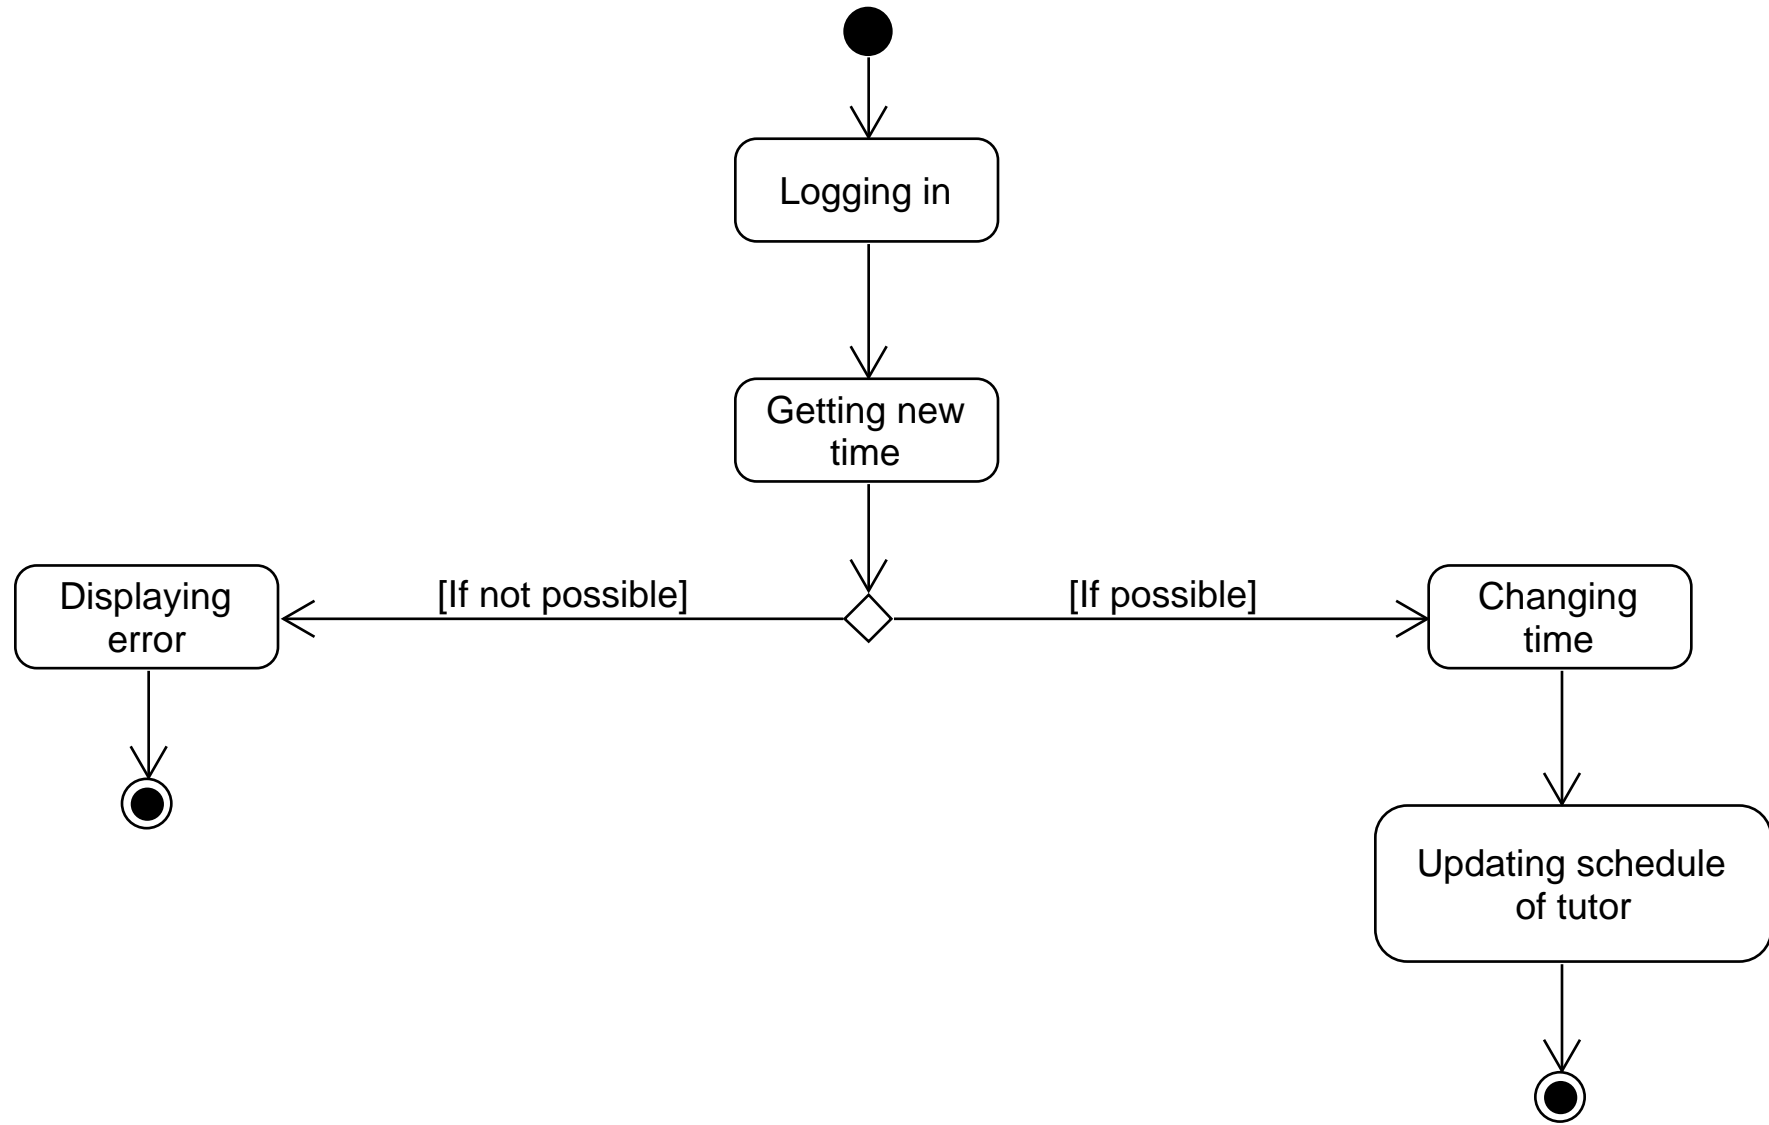 Logging in
Getting new
time
[If not possible]
[If possible]
Displaying
error
Changing
time
Updating schedule
of tutor